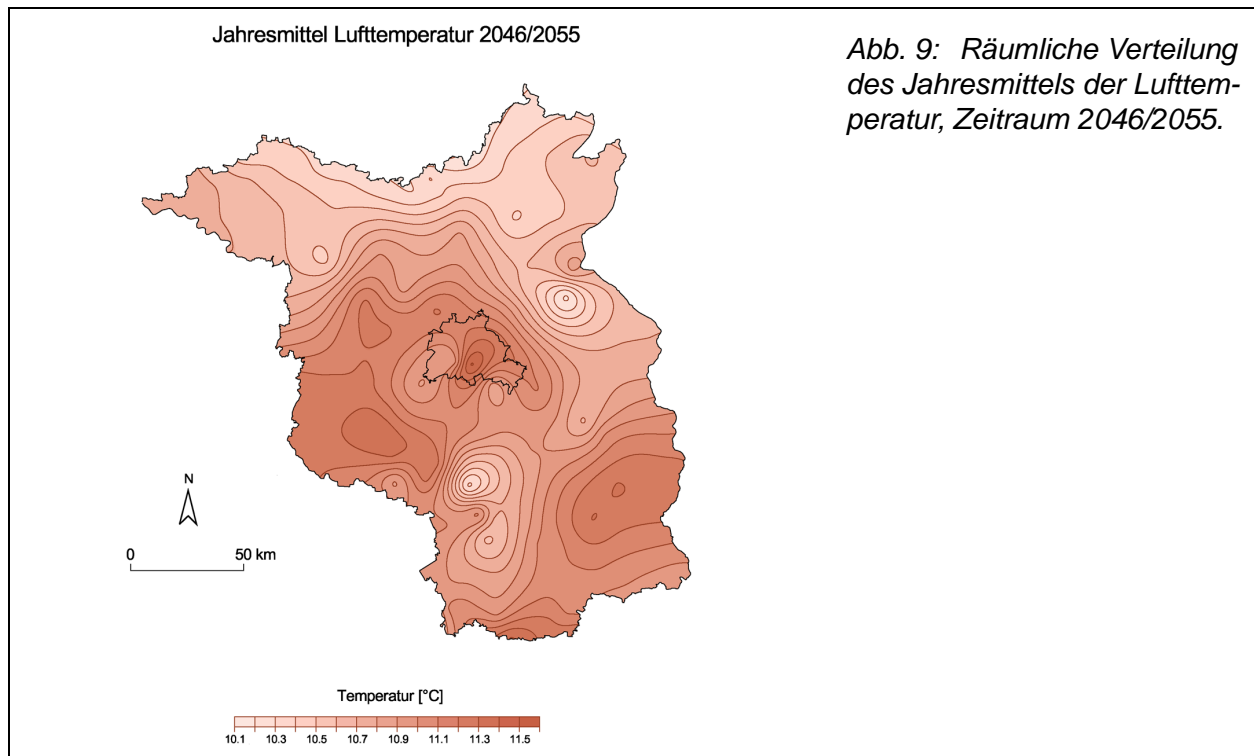 Jahresmittel Lufttemperatur 2046/2055
Abb. 9: Räumliche Verteilung
des Jahresmittels der Lufttem-
peratur, Zeitraum 2046/2055.
N
0 50 km
Temperatur [°C]
10.1 10.3 10.5 10.7 10.9 11.1 11.3 11.5